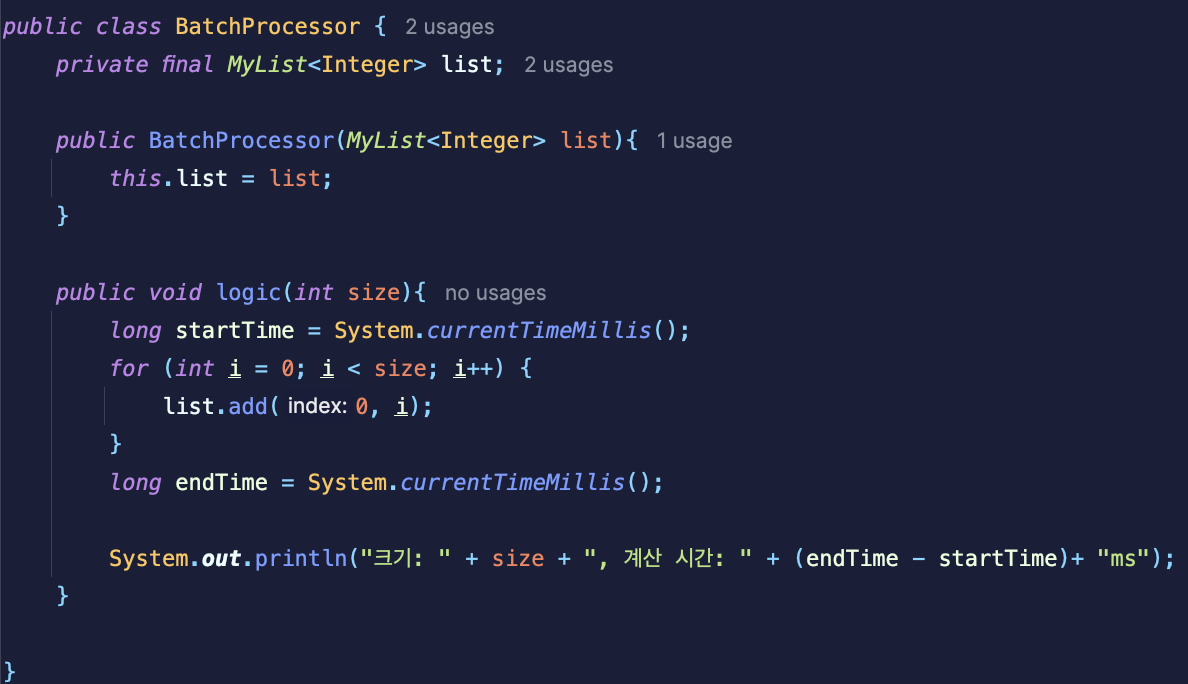 public class BatchProcessor { 2 usages
private final MyList<Integer> list; 2 usages
public BatchProcessor(MyList<Integer> list){ 1 usage
this.list = list;
}
public void logic(int size){ no usages
long startTime = System.currentTimeMillis();
for (int i = 0; i < size; i++) {
list.add( index: 0, i);
}
long endTime = System.currentTimeMillis();
System.out.println("크기: " + size + ", 계산 시간: " + (endTime - startTime)+ "ms");
}
}